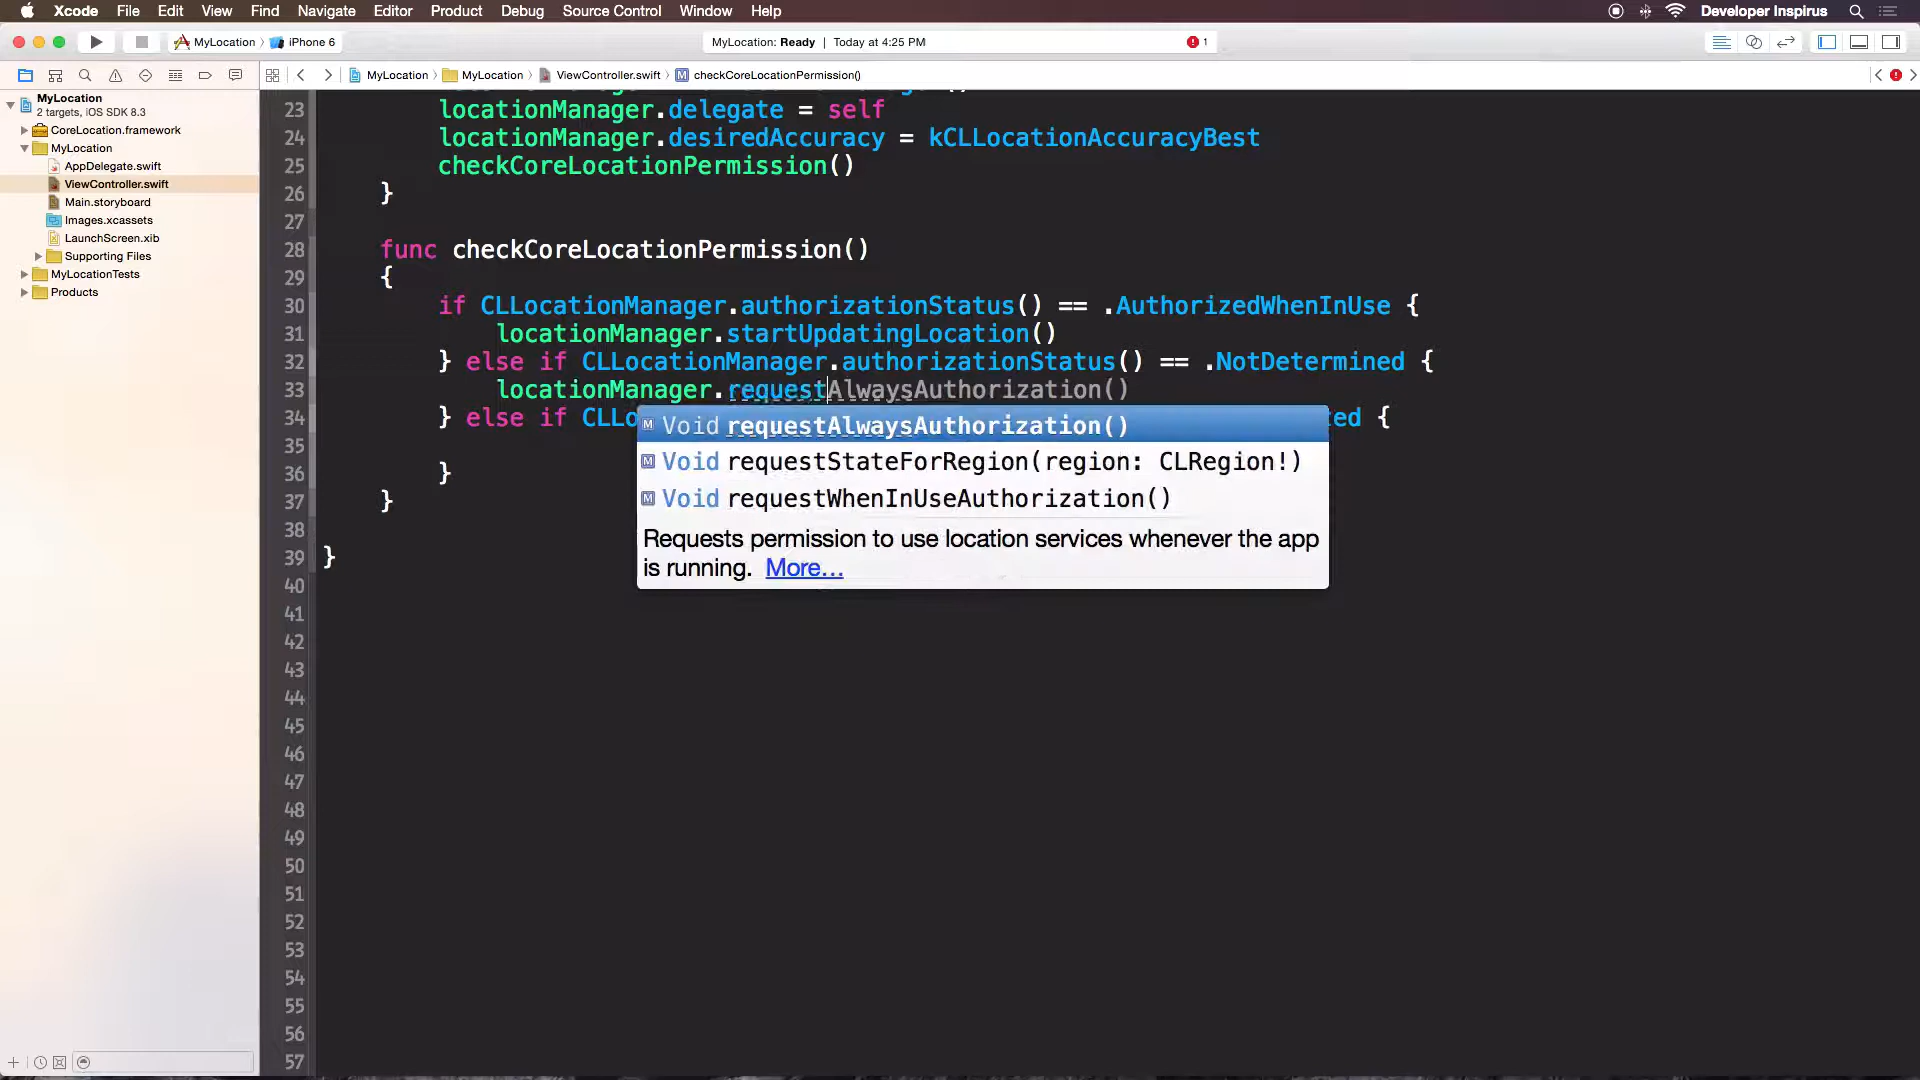 Xcode File Edit View Find Navigate Editor Product Debug Source Control Window Help Developer Inspirus
MyLocation iPhone 6 MyLocation: Ready | Today at 4:25 PM 1
MyLocation MyLocation ViewController.swift M checkCoreLocationPermission()
MyLocation
2 targets, iOS SDK 8.3
CoreLocation.framework
MyLocation
AppDelegate.swift
ViewController.swift
Main.storyboard
Images.xcassets
LaunchScreen.xib
Supporting Files
MyLocationTests
Products
23 locationManager.delegate = self
24 locationManager.desiredAccuracy = kCLLocationAccuracyBest
25 checkCoreLocationPermission()
26 }
27
28 func checkCoreLocationPermission()
29 {
30 if CLLocationManager.authorizationStatus() == .AuthorizedWhenInUse {
31 locationManager.startUpdatingLocation()
32 } else if CLLocationManager.authorizationStatus() == .NotDetermined {
33 locationManager.requestAlwaysAuthorization()
34 } else if CLLo ed {
M Void requestAlwaysAuthorization()
35
M Void requestStateForRegion(region: CLRegion!)
36 }
M Void requestWhenInUseAuthorization()
37 }
38
Requests permission to use location services whenever the app
39 }
is running. More...
40
41
42
43
44
45
46
47
48
49
50
51
52
53
54
55
56
57